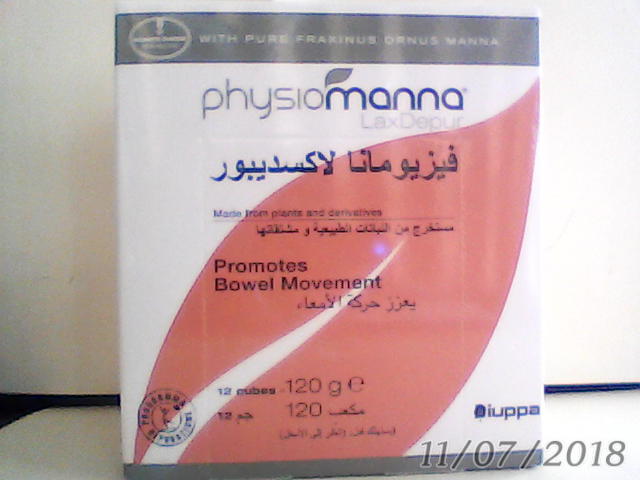 WITH PURE FRAXINUS ORNUS MANNA
physiomanna®
LaxDepur
فيزيومانا لاكسديبور
Made from plants and derivatives
مستخرج من النباتات الطبيعية و مشتقاتها
Promotes
Bowel Movement
يعزز حركة الأمعاء
12 cubes - 120 g ℮
12 مكعب 120 جم
iuppa
11/07/2018